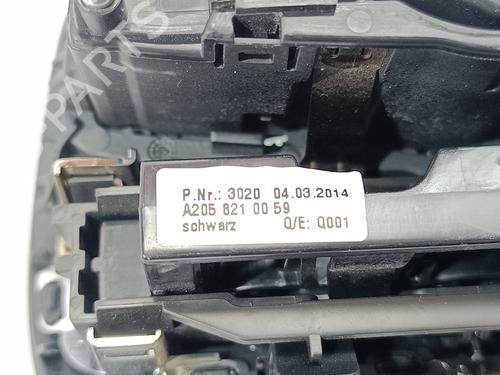 PARTS
P.Nr.: 3020 04.03.2014
A205 821 00 59
schwarz Q/E: Q001